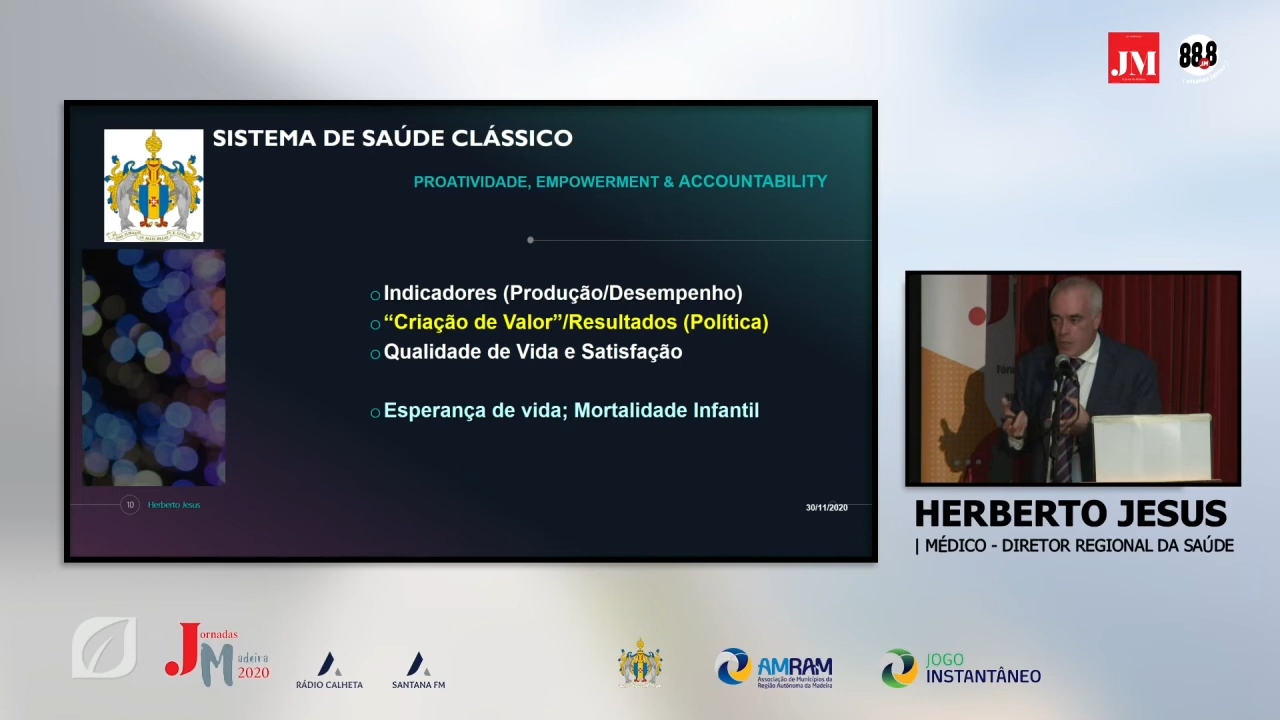 JM
88.8
JM
SISTEMA DE SAÚDE CLÁSSICO
PROATIVIDADE, EMPOWERMENT & ACCOUNTABILITY
Indicadores (Produção/Desempenho)
“Criação de Valor”/Resultados (Política)
Qualidade de Vida e Satisfação
Esperança de vida; Mortalidade Infantil
10
Herberto Jesus
30/11/2020
HERBERTO JESUS
| MÉDICO - DIRETOR REGIONAL DA SAÚDE
Jornadas
Madeira
2020
RÁDIO CALHETA
SANTANA FM
AMRAM
Associação de Municípios da
Região Autónoma da Madeira
JOGO
INSTANTÂNEO